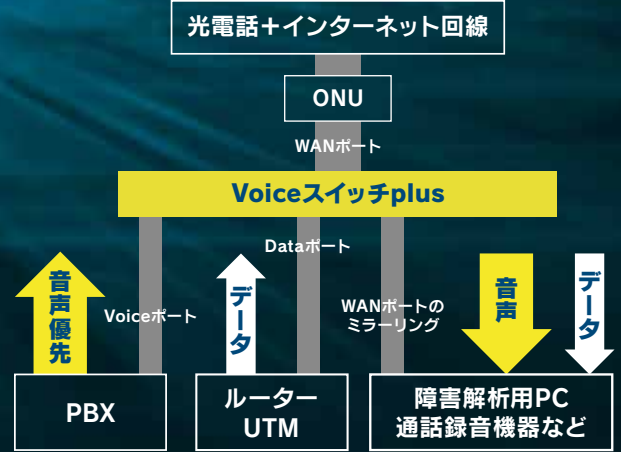 光電話＋インターネット回線
ONU
WANポート
Voiceスイッチplus
Dataポート
音声優先
Voiceポート
データ
WANポートの
ミラーリング
音声
データ
PBX
ルーター
UTM
障害解析用PC
通話録音機器など